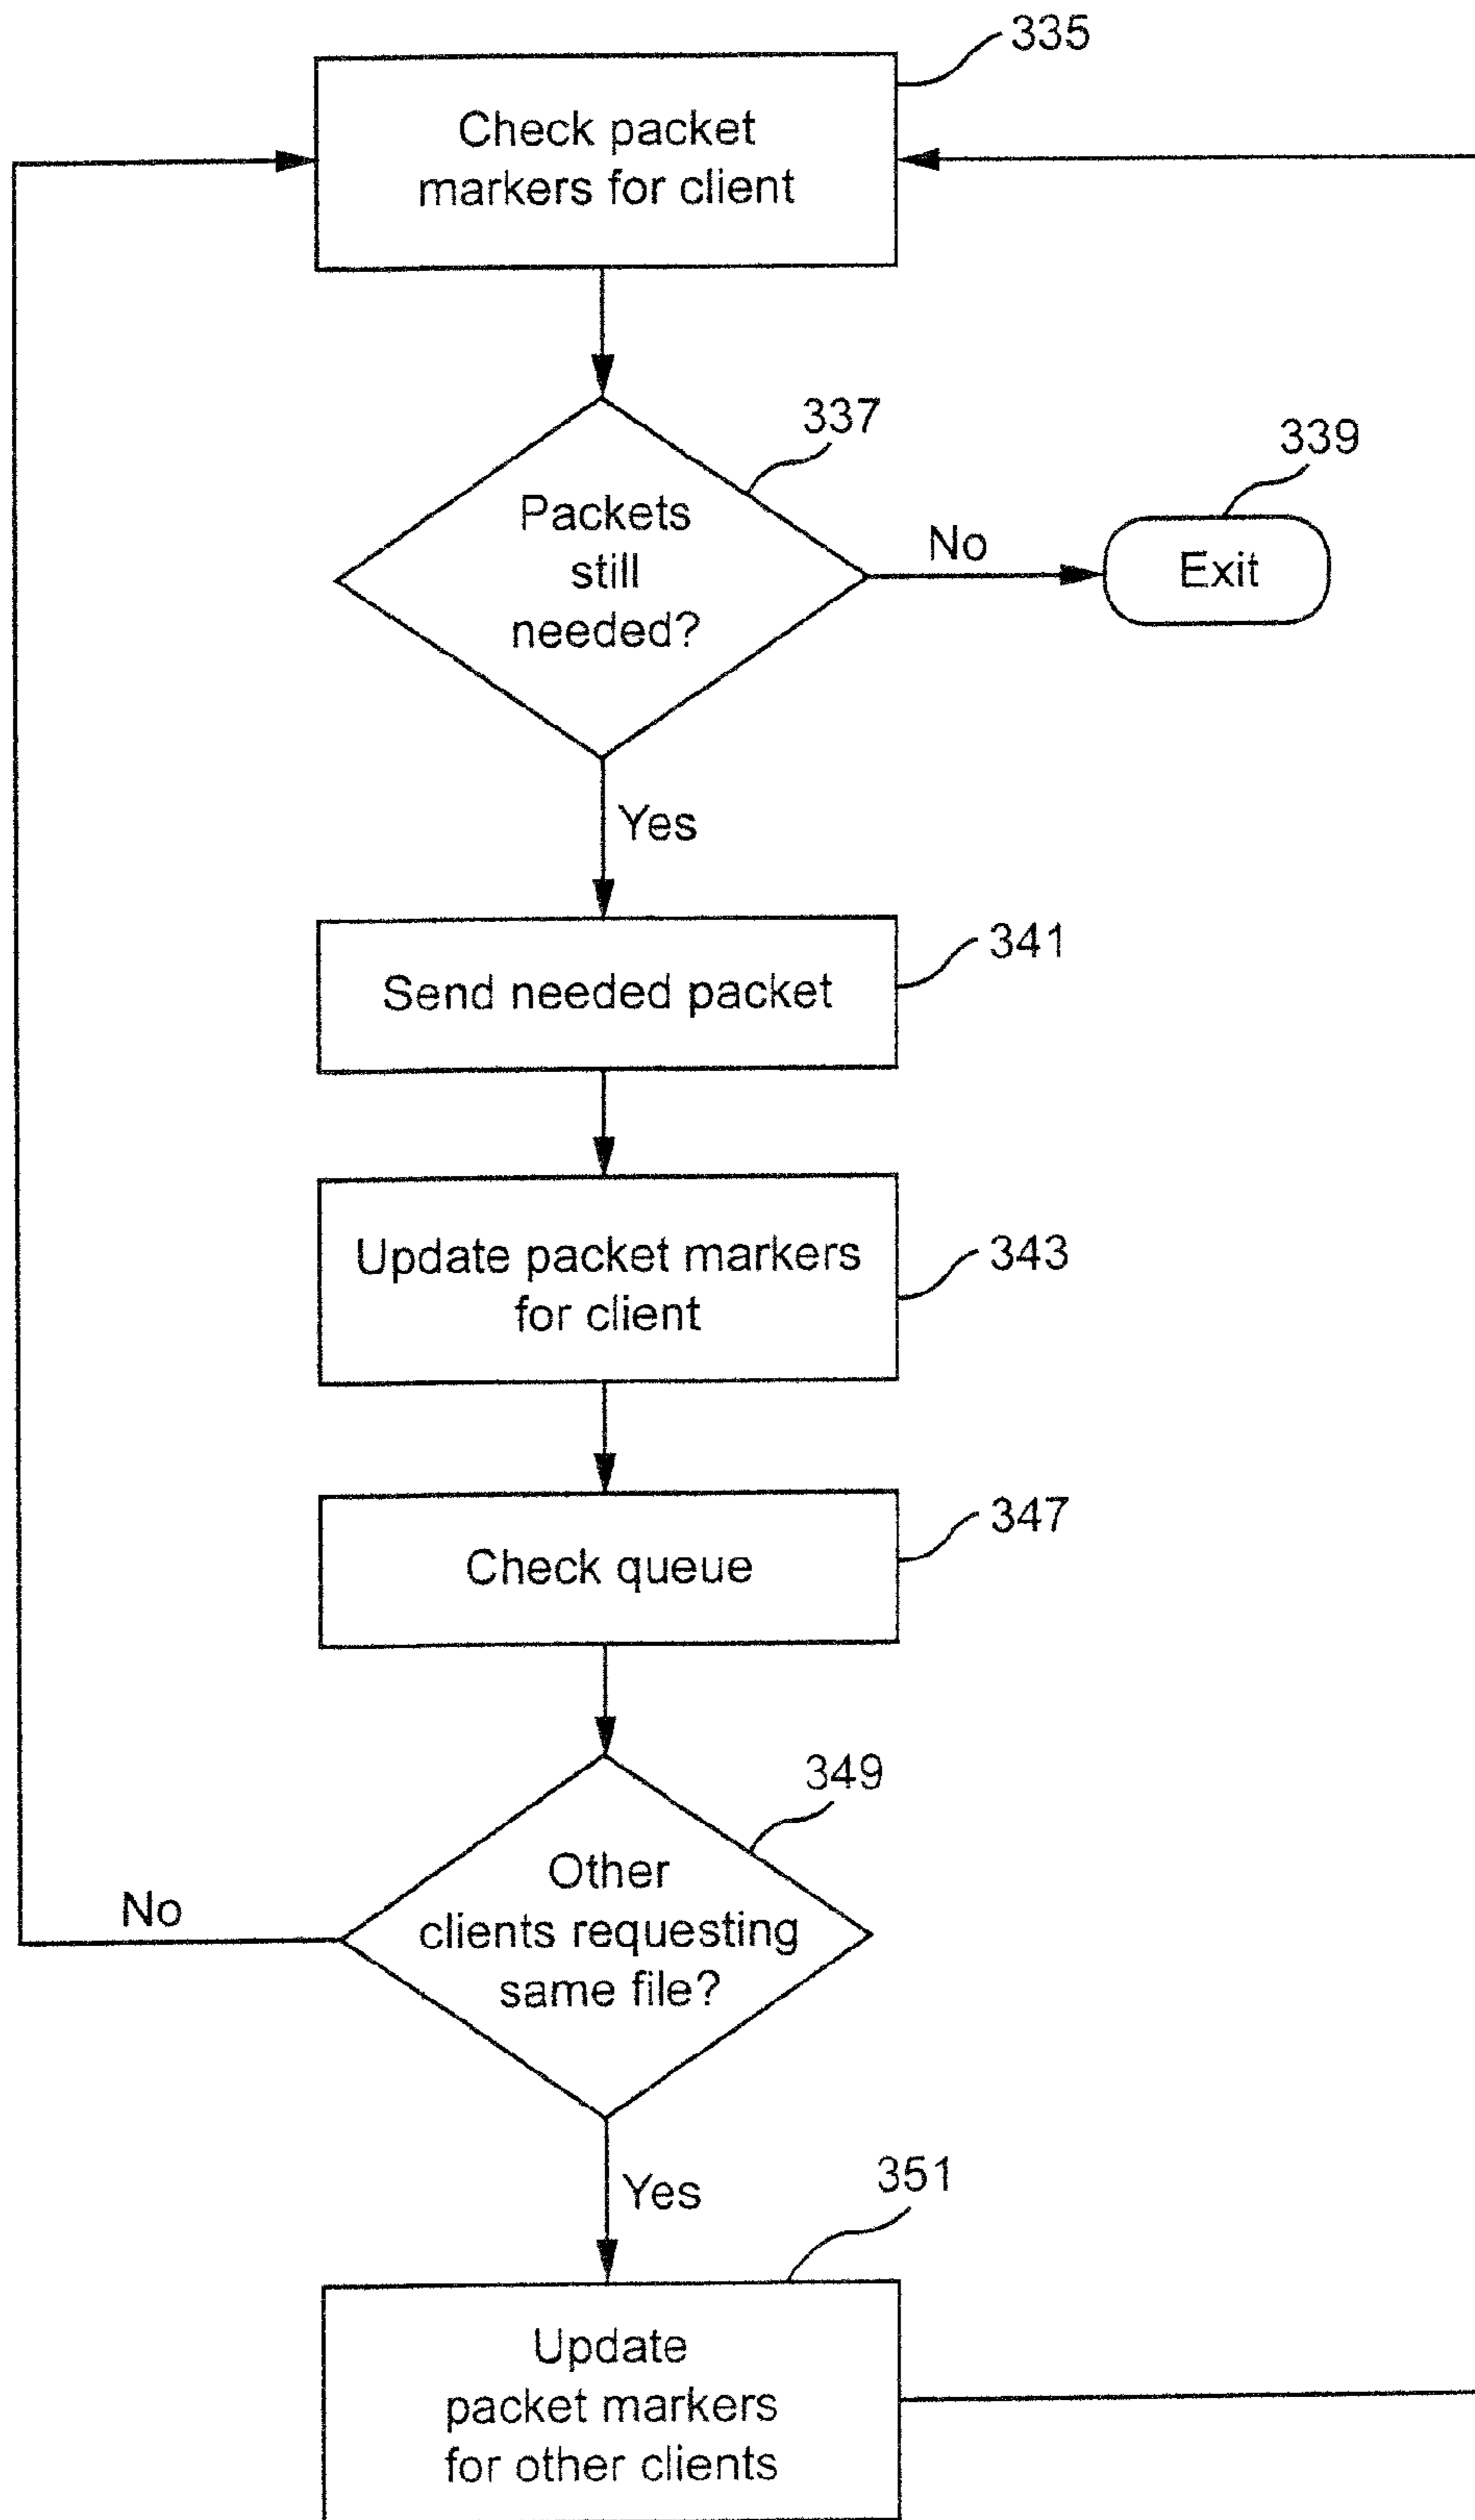 335
Check packet
markers for client
337
Packets
still
needed?
No
339
Exit
Yes
341
Send needed packet
343
Update packet markers
for client
347
Check queue
349
Other
clients requesting
same file?
No
Yes
351
Update
packet markers
for other clients